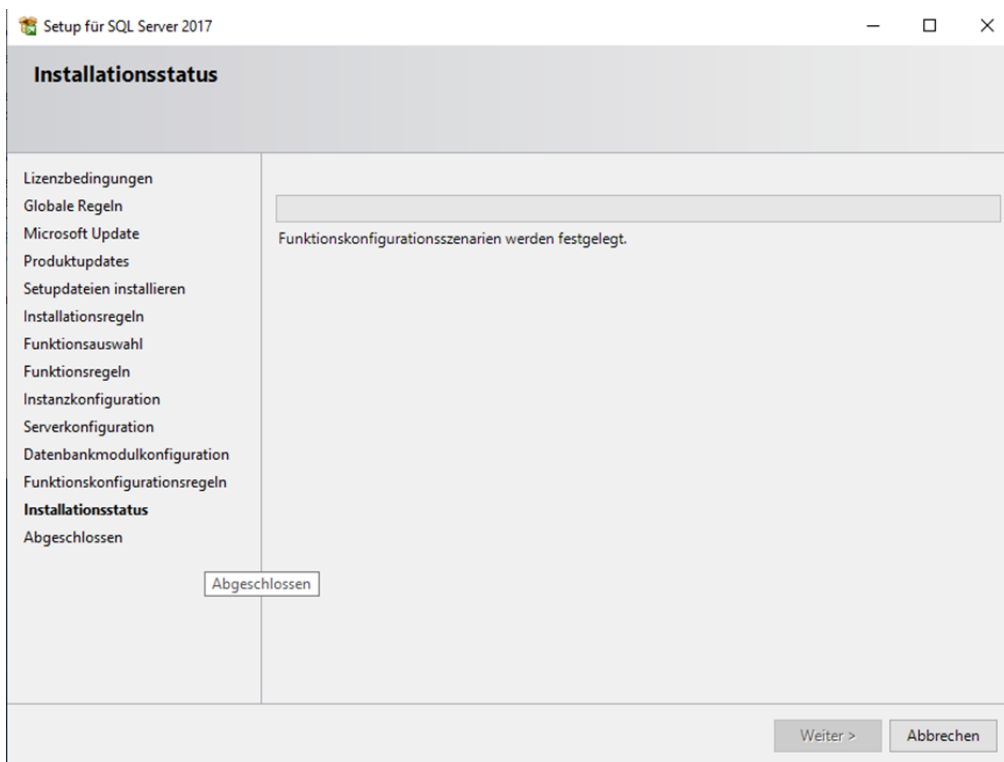 Setup für SQL Server 2017
Installationsstatus
Lizenzbedingungen
Globale Regeln
Microsoft Update
Produktupdates
Setupdateien installieren
Installationsregeln
Funktionsauswahl
Funktionsregeln
Instanzkonfiguration
Serverkonfiguration
Datenbankmodulkonfiguration
Funktionskonfigurationsregeln
Installationsstatus
Abgeschlossen
Funktionskonfigurationsszenarien werden festgelegt.
Abgeschlossen
Weiter >
Abbrechen